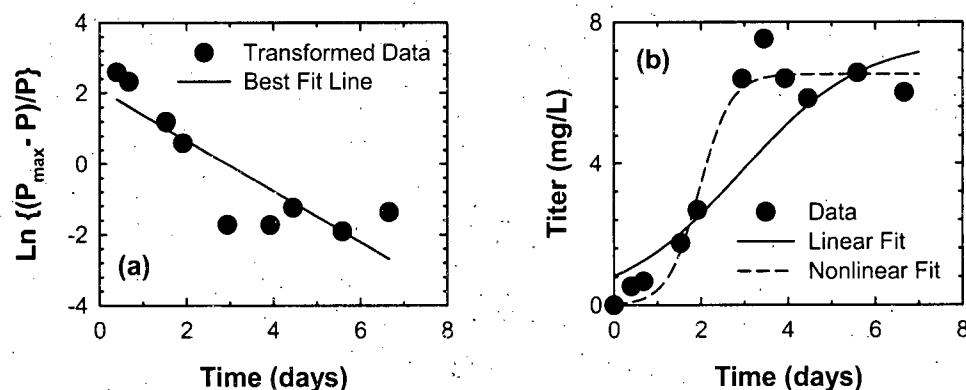 4
2
0
-2
-4
Ln {(P_max - P)/P}
Transformed Data
Best Fit Line
(a)
0 2 4 6 8
Time (days)
8
4
0
Titer (mg/L)
(b)
Data
Linear Fit
Nonlinear Fit
0 2 4 6 8
Time (days)